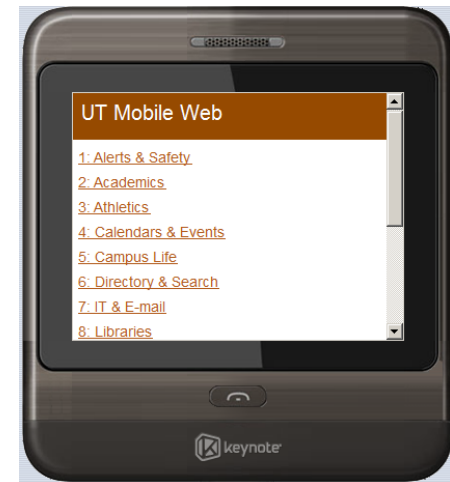 UT Mobile Web
1: Alerts & Safety
2: Academics
3: Athletics
4: Calendars & Events
5: Campus Life
6: Directory & Search
7: IT & E-mail
8: Libraries
keynote